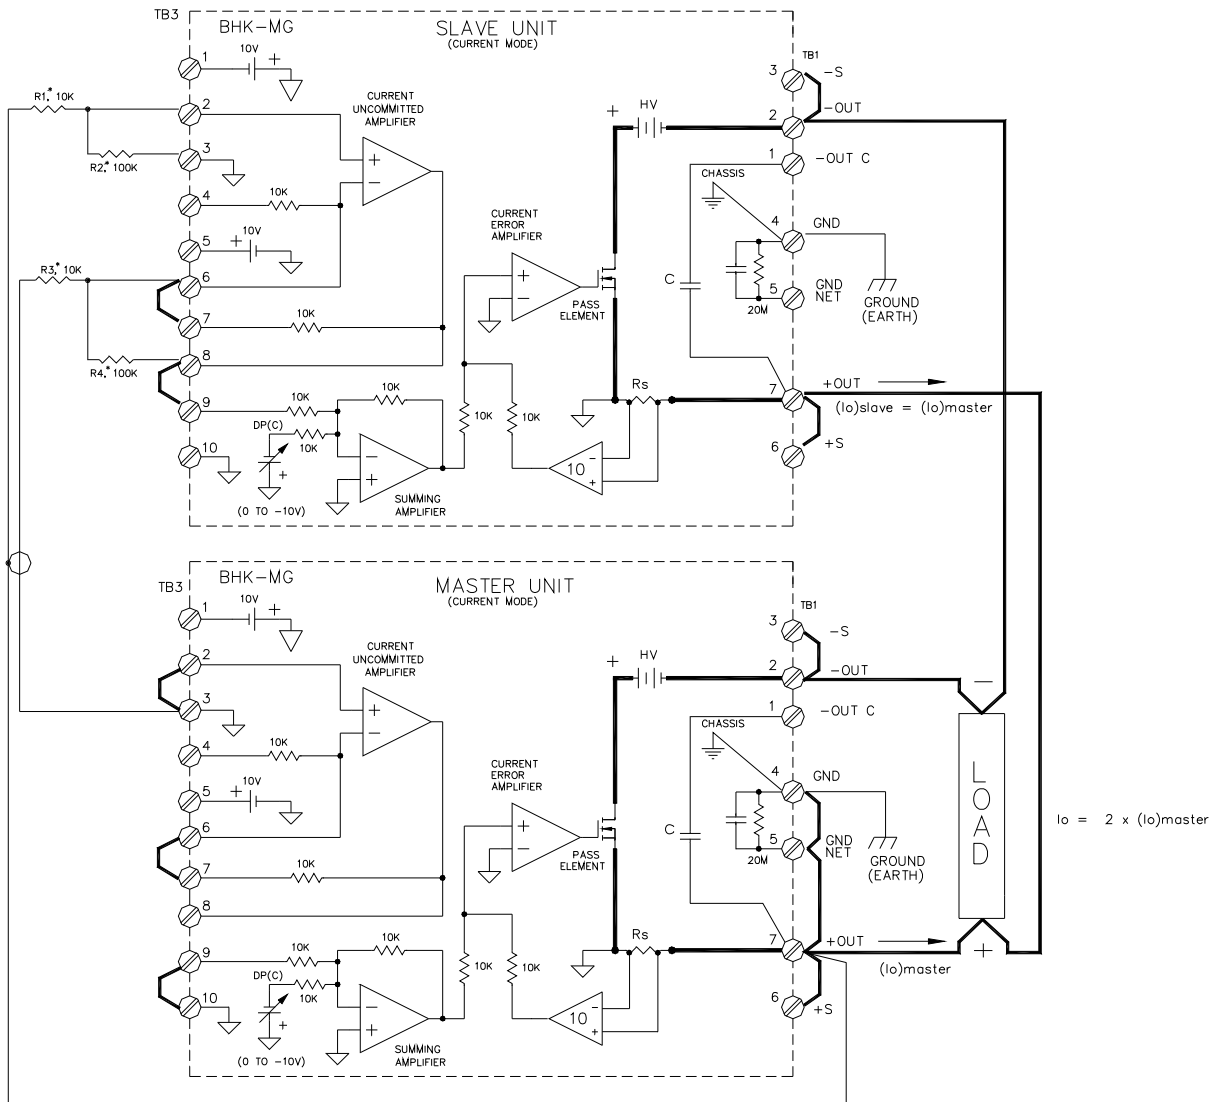 TB3 BHK-MG SLAVE UNIT
(CURRENT MODE)
TB1
1 10V +
3 -S
R1,* 10K 2
CURRENT
UNCOMMITTED
AMPLIFIER
+ HV
2 -OUT
R2,* 100K 3
+
-
1 -OUT C
CHASSIS
4 10K
CURRENT
ERROR
AMPLIFIER
4 GND
5 + 10V
R3,* 10K 6
+
-
PASS
ELEMENT
C
5 GND
NET
20M
GROUND
(EARTH)
7 10K
8
R4,* 100K
9 10K 10K
10K 10K
Rs
7 +OUT
(Io)slave = (Io)master
DP(C)
10K
10
+
-
+
10 -
+
6 +S
(0 TO -10V)
SUMMING
AMPLIFIER
TB3 BHK-MG MASTER UNIT
(CURRENT MODE)
TB1
1 10V +
3 -S
2
CURRENT
UNCOMMITTED
AMPLIFIER
+ HV
2 -OUT
3
+
-
1 -OUT C
CHASSIS
-
4 10K
CURRENT
ERROR
AMPLIFIER
4 GND
5 + 10V
6
+
-
PASS
ELEMENT
C
5 GND
NET
20M
GROUND
(EARTH)
LOAD
Io = 2 x (Io)master
7 10K
8
9 10K 10K
10K 10K
Rs
7 +OUT
+
(Io)master
DP(C)
10K
10
+
-
+
10 -
+
6 +S
(0 TO -10V)
SUMMING
AMPLIFIER